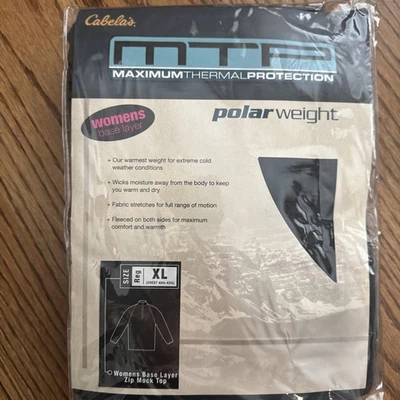 Cabela's
MTP
MAXIMUMTHERMALPROTECTION
womens
base layer
polar weight
• Our warmest weight for extreme cold
weather conditions
• Wicks moisture away from the body to keep
you warm and dry
• Fabric stretches for full range of motion
• Fleeced on both sides for maximum
comfort and warmth
SIZE
Reg
XL
Womens Base Layer
Zip Mock Top